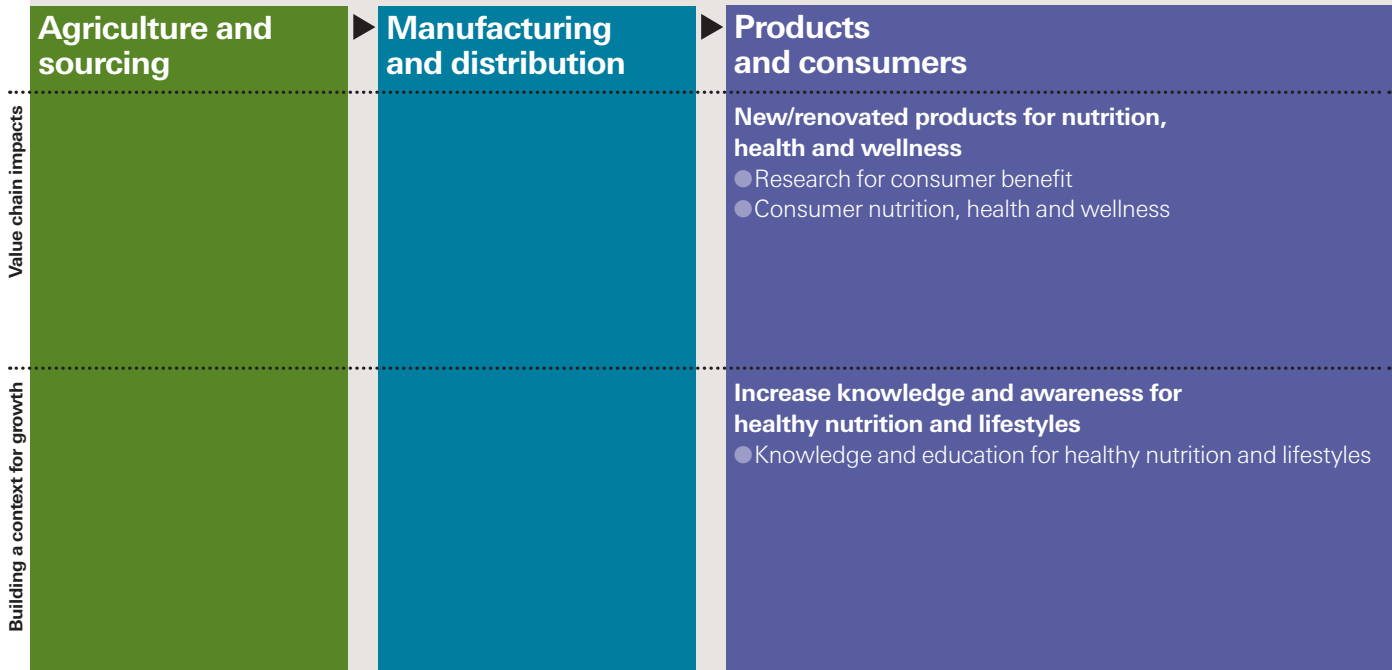 Agriculture and
sourcing
Manufacturing
and distribution
Products
and consumers
Value chain impacts
New/renovated products for nutrition,
health and wellness
Research for consumer benefit
Consumer nutrition, health and wellness
Building a context for growth
Increase knowledge and awareness for
healthy nutrition and lifestyles
Knowledge and education for healthy nutrition and lifestyles